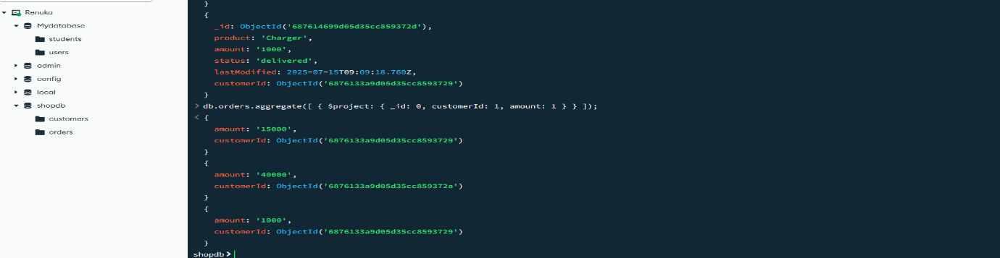 Renuka
Mydatabase
students
users
admin
config
local
shopdb
customers
orders
}
{
_id: ObjectId('687614699d05d35cc859372d'),
product: 'Charger',
amount: '1000',
status: 'delivered',
lastModified: 2025-07-15T09:09:18.760Z,
customerId: ObjectId('6876133a9d05d35cc8593729')
}
> db.orders.aggregate([ { $project: { _id: 0, customerId: 1, amount: 1 } } ]);
< {
amount: '15000',
customerId: ObjectId('6876133a9d05d35cc8593729')
}
{
amount: '40000',
customerId: ObjectId('6876133a9d05d35cc859372a')
}
{
amount: '1000',
customerId: ObjectId('6876133a9d05d35cc8593729')
}
shopdb>